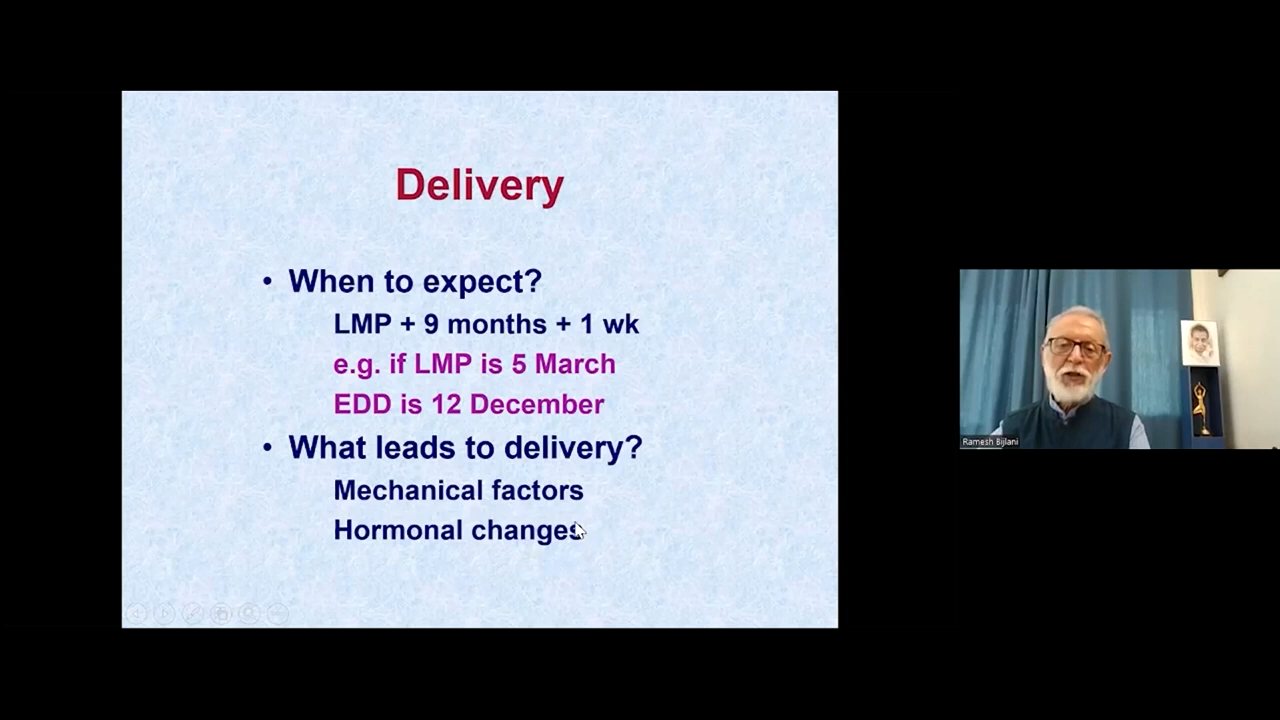 Delivery
• When to expect?
LMP + 9 months + 1 wk
e.g. if LMP is 5 March
EDD is 12 December
• What leads to delivery?
Mechanical factors
Hormonal changes
Ramesh Bijlani